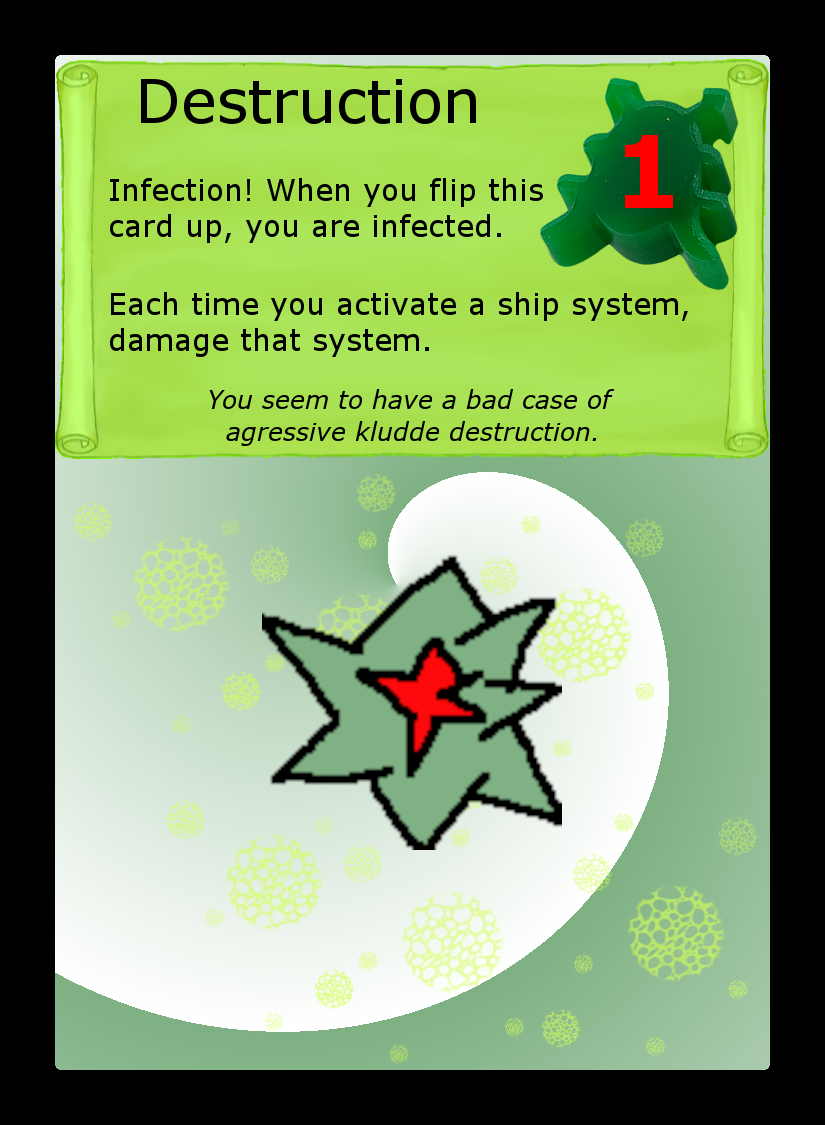 Destruction
1
Infection! When you flip this
card up, you are infected.
Each time you activate a ship system,
damage that system.
You seem to have a bad case of
agressive kludde destruction.